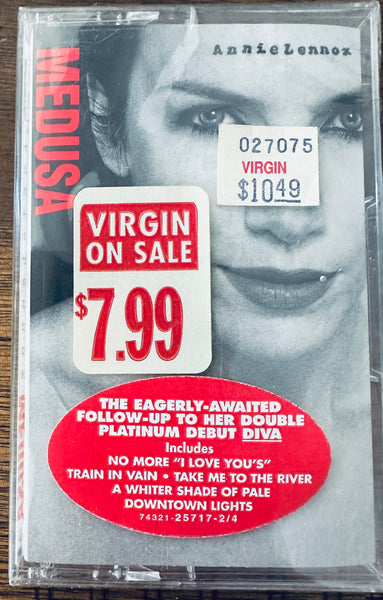 Annie Lennox
MEDUSA
027075
VIRGIN
$10.49
VIRGIN
ON SALE
$7.99
THE EAGERLY-AWAITED
FOLLOW-UP TO HER DOUBLE
PLATINUM DEBUT DIVA
Includes
NO MORE "I LOVE YOU'S"
TRAIN IN VAIN • TAKE ME TO THE RIVER
A WHITER SHADE OF PALE
DOWNTOWN LIGHTS
74321-25717-2/4